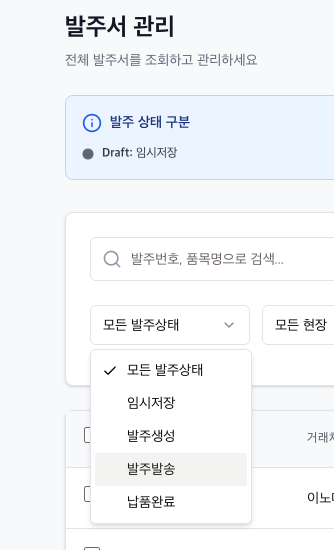 발주서 관리
전체 발주서를 조회하고 관리하세요
발주 상태 구분
Draft: 임시저장
발주번호, 품목명으로 검색...
모든 발주상태
모든 현장
모든 발주상태
임시저장
발주생성
발주발송
납품완료
거래처
이노